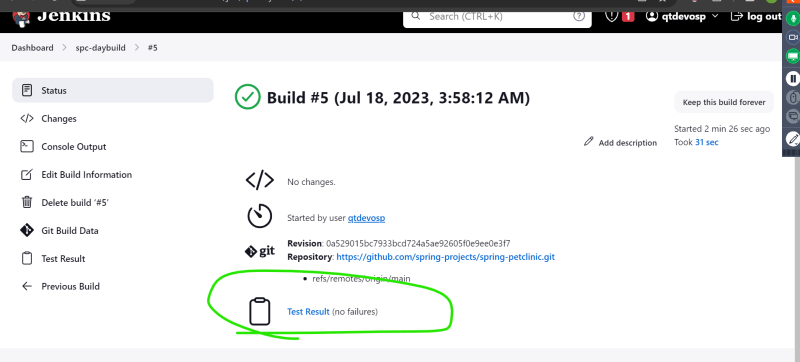 Jenkins
Search (CTRL+K)
1
qtdevosp
log out
Dashboard
spc-daybuild
#5
Status
Changes
Console Output
Edit Build Information
Delete build '#5'
Git Build Data
Test Result
Previous Build
Build #5 (Jul 18, 2023, 3:58:12 AM)
Keep this build forever
Started 2 min 26 sec ago
Took 31 sec
Add description
No changes.
Started by user qtdevosp
git
Revision: 0a529015bc7933bcd724a5ae92605f0e9ee0e3f7
Repository: https://github.com/spring-projects/spring-petclinic.git
refs/remotes/origin/main
Test Result (no failures)